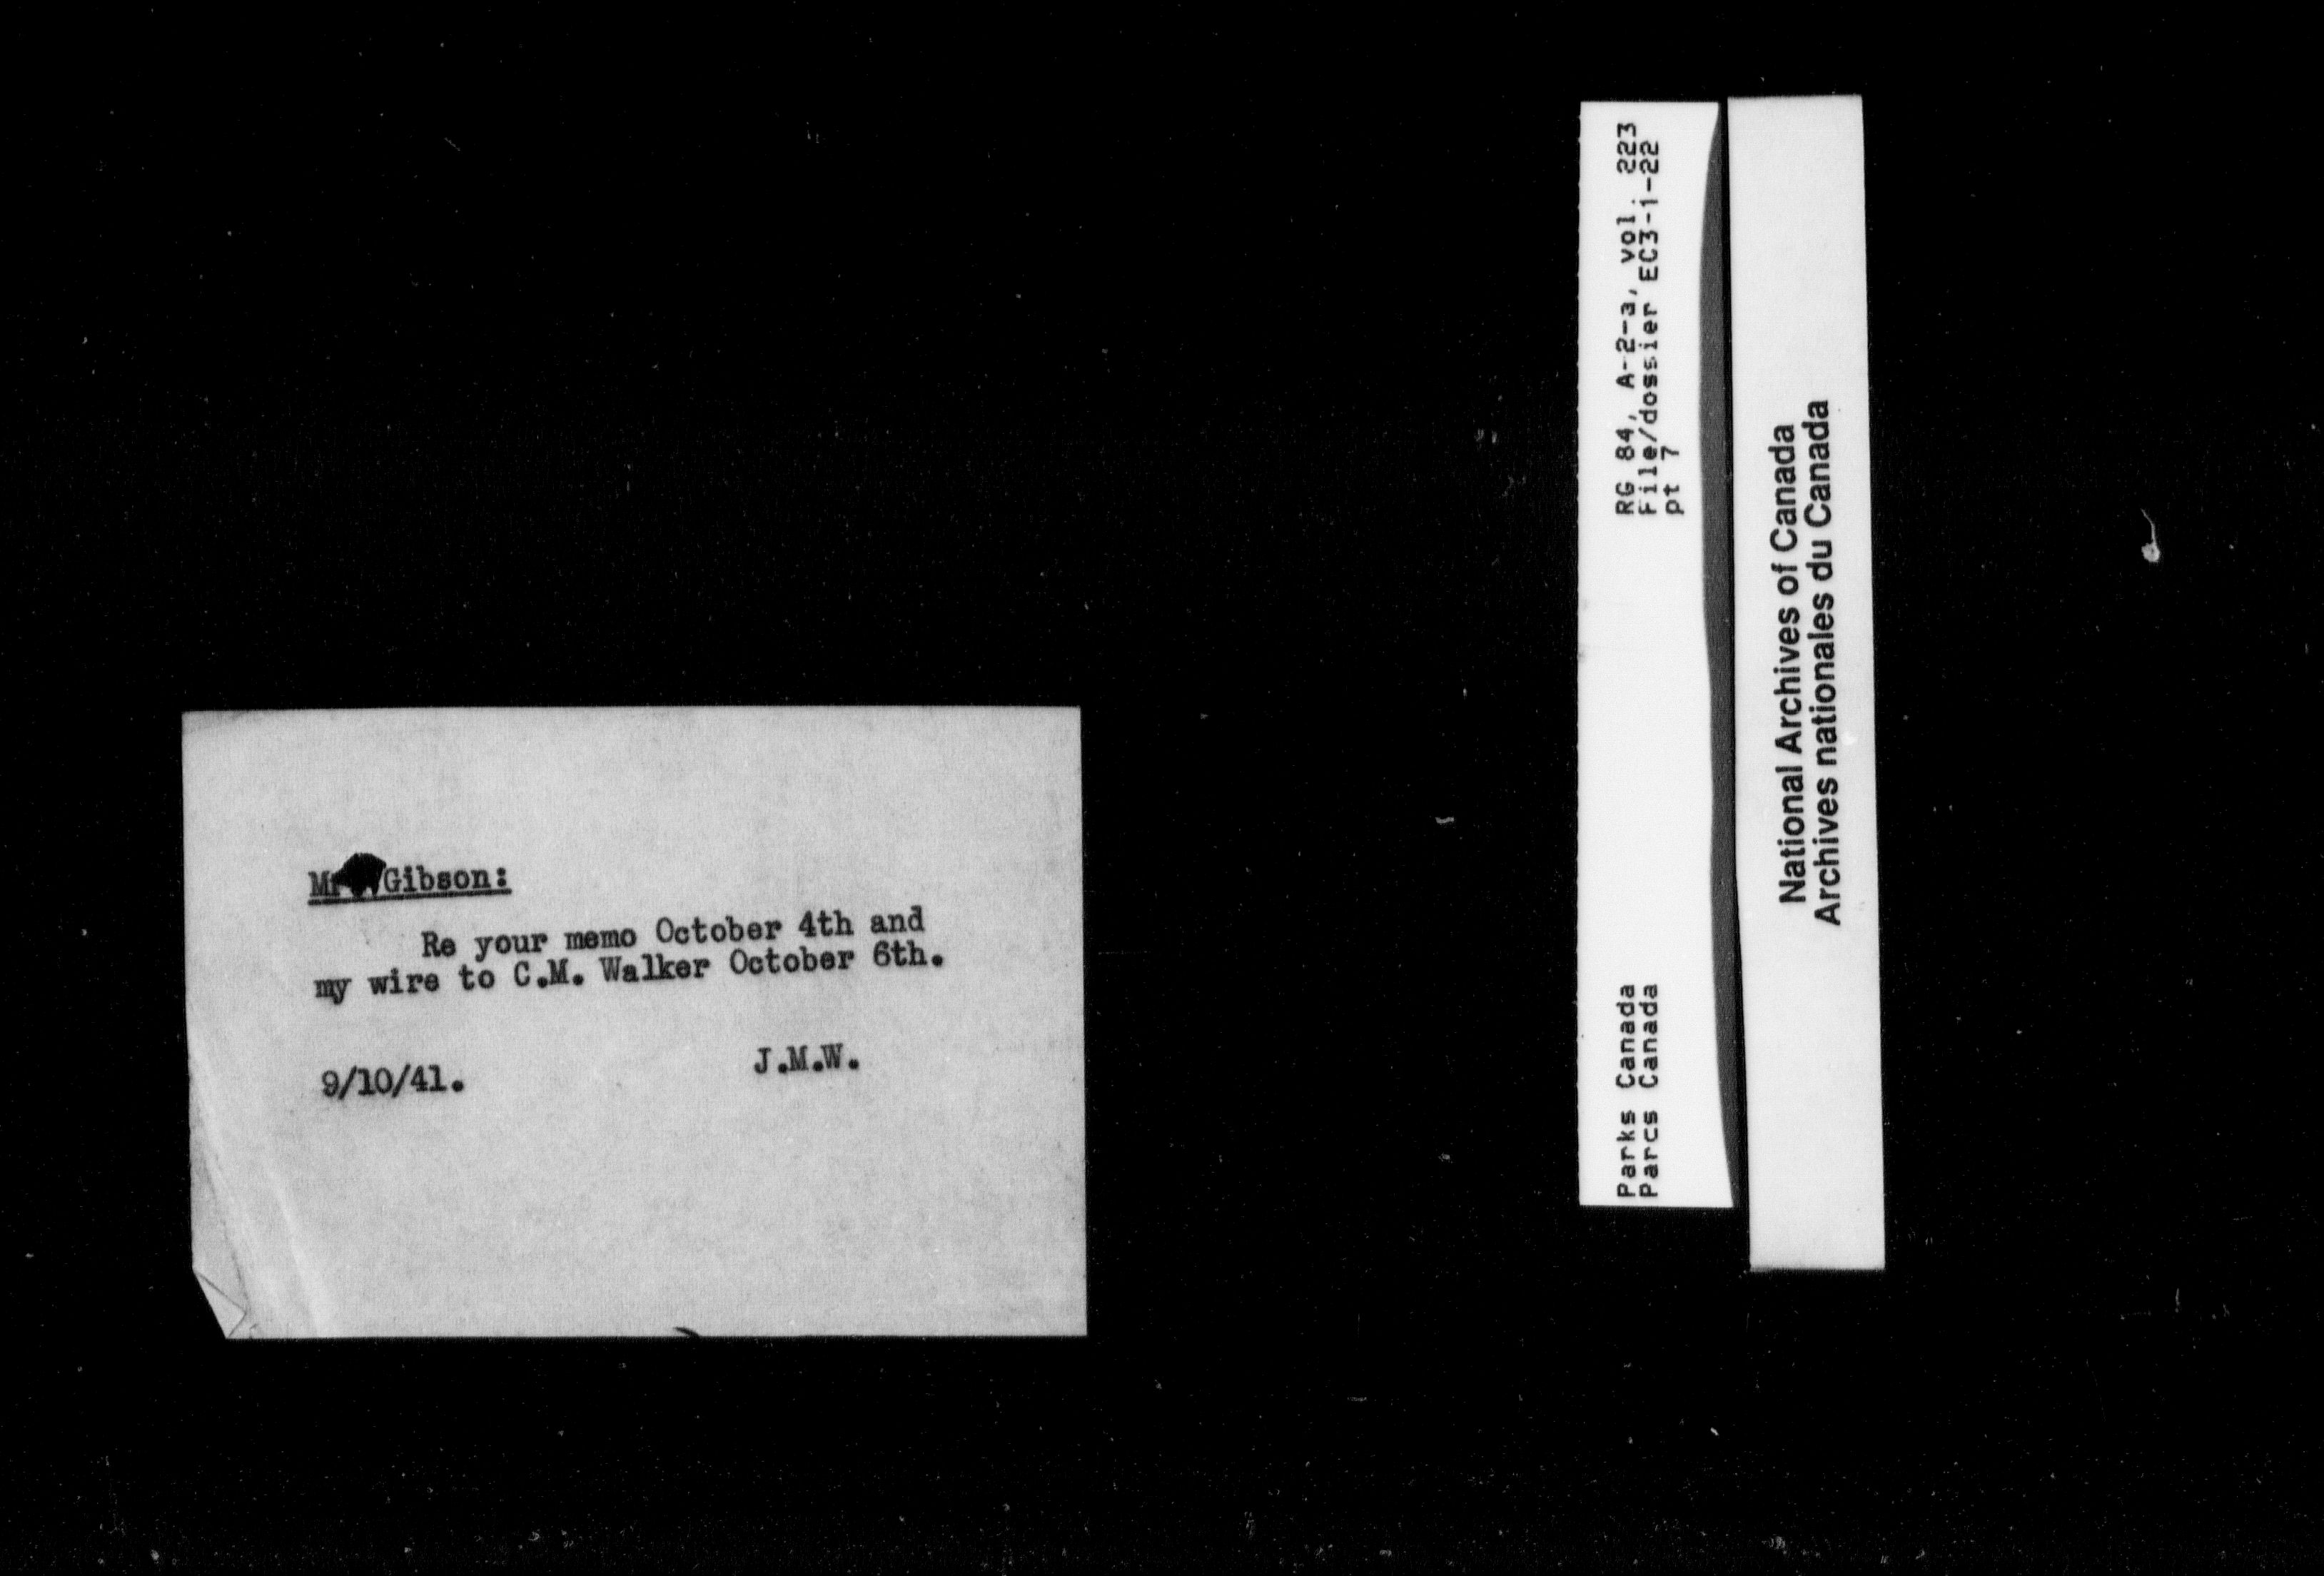 Mr. Gibson:
Re your memo October 4th and
my wire to C.M. Walker October 6th.
9/10/41. J.M.W.
Parks Canada RG 84, A-2-a, vol. 223
Parcs Canada File/dossier EC3-1-22
pt 7
National Archives of Canada
Archives nationales du Canada